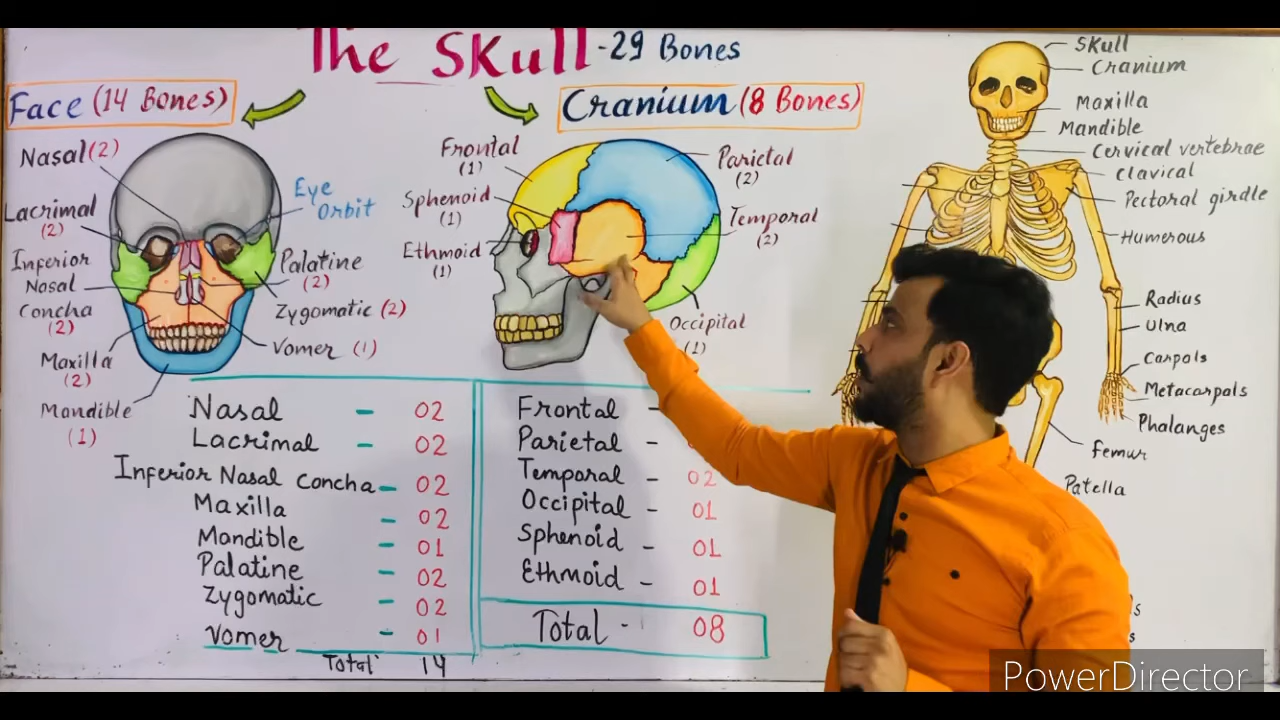 The Skull - 29 Bones
Face (14 Bones)
Cranium (8 Bones)
Nasal (2)
Lacrimal
(2)
Inferior
Nasal
Concha
(2)
Maxilla
(2)
Mandible
(1)
Eye
Orbit
Palatine
(2)
Zygomatic (2)
Vomer (1)
Frontal
(1)
Sphenoid
(1)
Ethmoid
(1)
Parietal
(2)
Temporal
(2)
Occipital
(1)
Skull
Cranium
Maxilla
Mandible
Cervical vertebrae
Clavical
Pectoral girdle
Humerous
Radius
Ulna
Carpals
Metacarpals
Phalanges
Femur
Patella
Nasal - 02
Lacrimal - 02
Inferior Nasal Concha - 02
Maxilla - 02
Mandible - 01
Palatine - 02
Zygomatic - 02
Vomer - 01
Total 14
Frontal -
Parietal -
Temporal - 02
Occipital - 01
Sphenoid - 01
Ethmoid - 01
Total - 08
PowerDirector